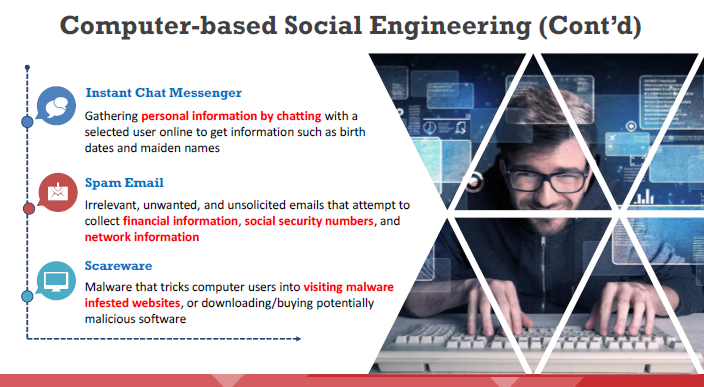 Computer-based Social Engineering (Cont'd)
Instant Chat Messenger
Gathering personal information by chatting with a
selected user online to get information such as birth
dates and maiden names
Spam Email
Irrelevant, unwanted, and unsolicited emails that attempt to
collect financial information, social security numbers, and
network information
Scareware
Malware that tricks computer users into visiting malware
infested websites, or downloading/buying potentially
malicious software